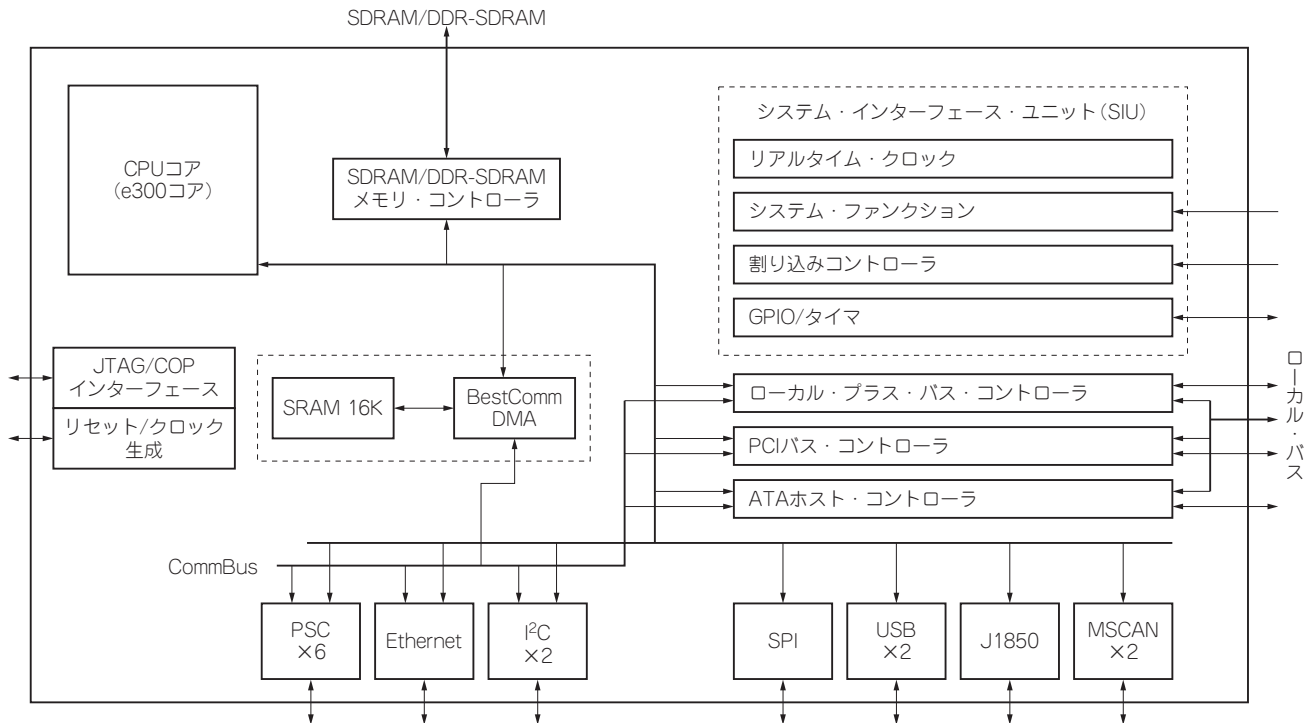 SDRAM/DDR-SDRAM
CPUコア
(e300コア)
SDRAM/DDR-SDRAM
メモリ・コントローラ
システム・インターフェース・ユニット(SIU)
リアルタイム・クロック
システム・ファンクション
割り込みコントローラ
GPIO/タイマ
JTAG/COP
インターフェース
リセット/クロック
生成
SRAM 16K
BestComm
DMA
ローカル・プラス・バス・コントローラ
PCIバス・コントローラ
ATAホスト・コントローラ
ローカル・バス
CommBus
PSC
×6
Ethernet
I²C
×2
SPI
USB
×2
J1850
MSCAN
×2